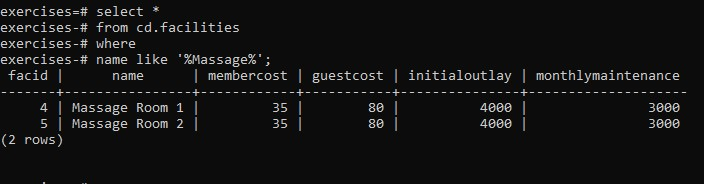 exercises=# select *
exercises-# from cd.facilities
exercises-# where
exercises-# name like '%Massage%';
 facid |      name      | membercost | guestcost | initialoutlay | monthlymaintenance
-------+----------------+------------+-----------+---------------+--------------------
     4 | Massage Room 1 |         35 |        80 |          4000 |               3000
     5 | Massage Room 2 |         35 |        80 |          4000 |               3000
(2 rows)